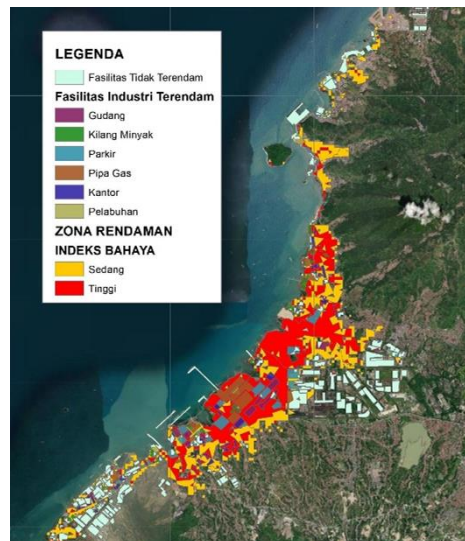 LEGENDA
Fasilitas Tidak Terendam
Fasilitas Industri Terendam
Gudang
Kilang Minyak
Parkir
Pipa Gas
Kantor
Pelabuhan
ZONA RENDAMAN
INDEKS BAHAYA
Sedang
Tinggi